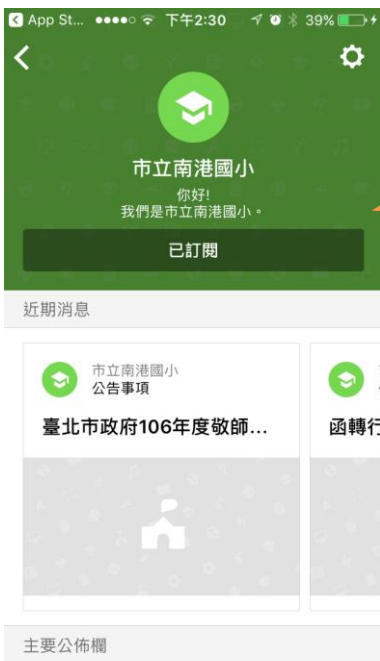 App St... 下午2:30 39%
市立南港國小
你好!
我們是市立南港國小。
已訂閱
近期消息
市立南港國小
公告事項
臺北市政府106年度敬師...
函轉行
主要公佈欄